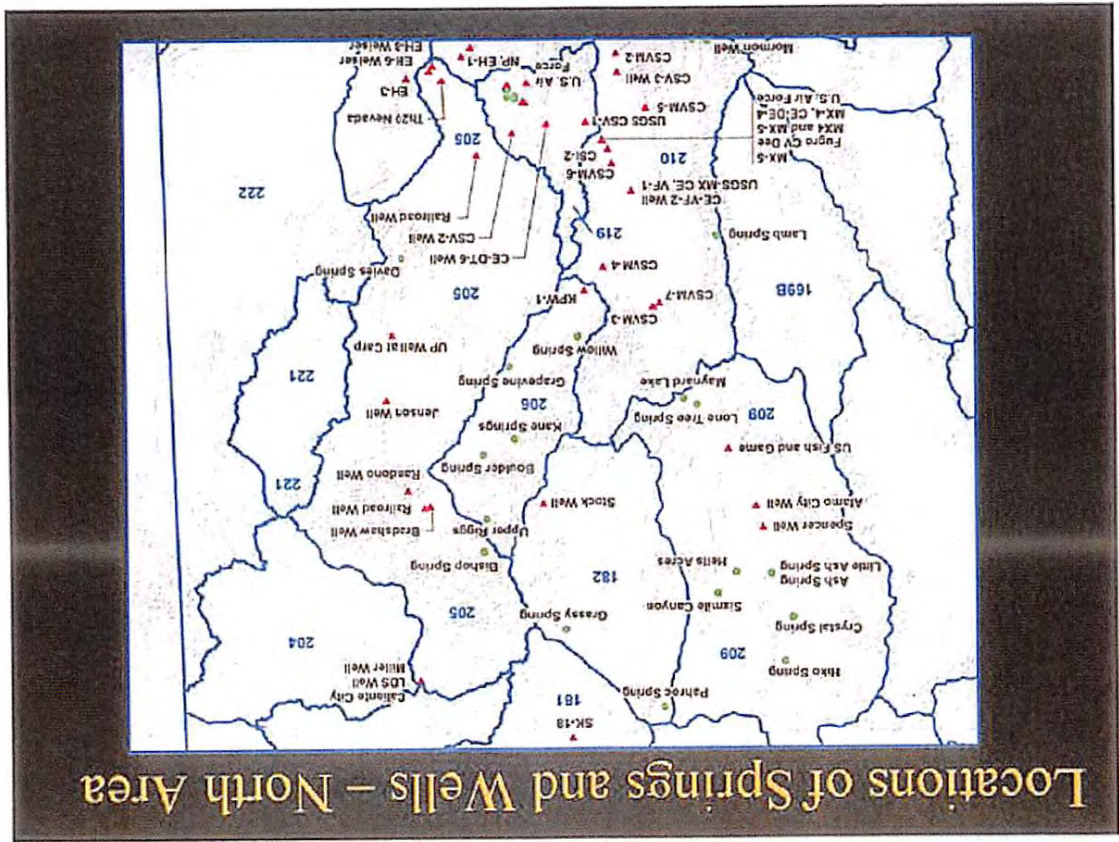 Locations of Springs and Wells – North Area
SK-18
181
Pahroc Spring
Caliente City
LDS Well
Miller Well
Hiko Spring
209
204
Grassy Spring
Crystal Spring
205
Sixmile Canyon
182
Ash Spring
Little Ash Spring
Hells Acres
Bishop Spring
Spencer Well
Upper Riggs
Bradshaw Well
Railroad Well
Alamo City Well
Stock Well
Randono Well
221
Boulder Spring
US Fish and Game
Kane Springs
Lone Tree Spring
Maynard Lake
209
206
Jenson Well
Grapevine Spring
221
Willow Spring
UP Well at Carp
CSVM-3
CSVM-7
KPW-1
169B
205
CSVM-4
Davies Spring
CE-DT-6 Well
Lamb Spring
219
CSV-2 Well
222
CE-VF-2 Well
USGS-MX CE, VF-1
Railroad Well
CSVM-6
210
MX-5
Fugro CV Dee
MX4 and MX-5
MX-4, CE-DE-4
U.S. Air Force
CSI-2
205
USGS CSV-1
Th20 Nevada
CSVM-5
U.S. Air
Force
EH-3
CSV-3 Well
CSVM-2
NP, EH-1
EH-6 Weiser
EH-8 Weiser
Mormon Well